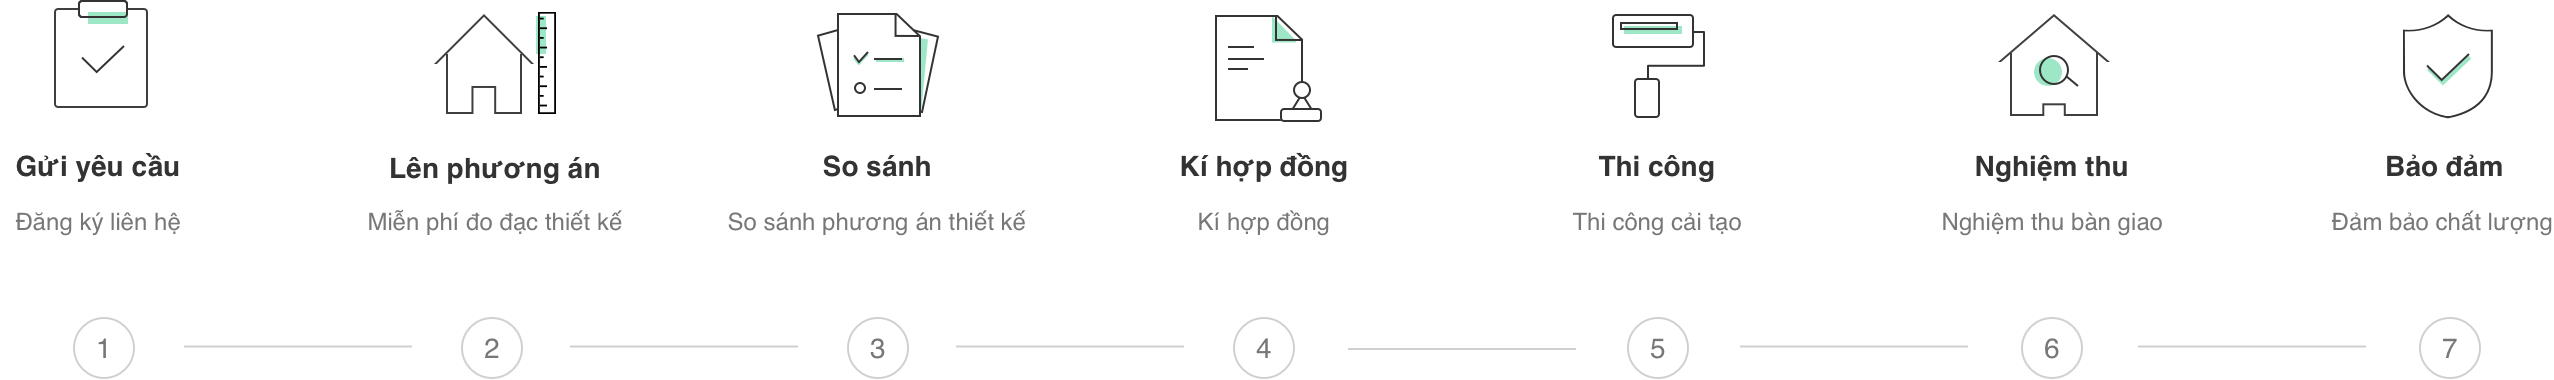 Gửi yêu cầu
Lên phương án
So sánh
Kí hợp đồng
Thi công
Nghiệm thu
Bảo đảm
Đăng ký liên hệ
Miễn phí đo đạc thiết kế
So sánh phương án thiết kế
Kí hợp đồng
Thi công cải tạo
Nghiệm thu bàn giao
Đảm bảo chất lượng
1
2
3
4
5
6
7